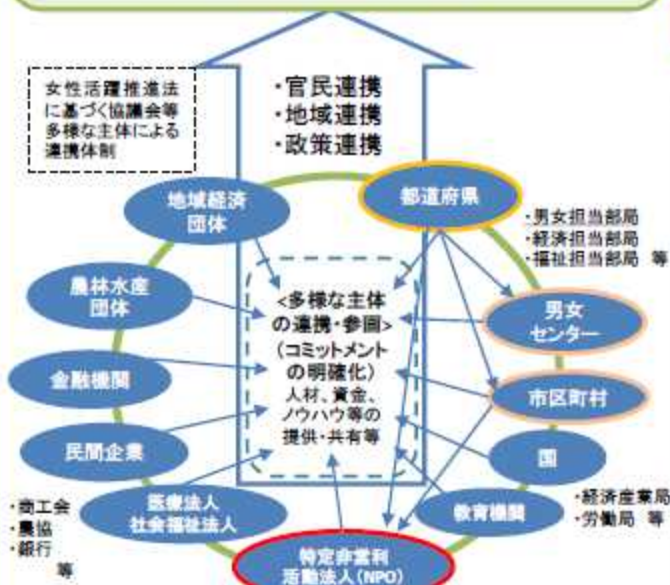 女性活躍推進法
に基づく協議会等
多様な主体による
連携体制
・官民連携
・地域連携
・政策連携
地域経済
団体
都道府県
・男女担当部局
・経済担当部局
・福祉担当部局 等
農林水産
団体
<多様な主体
の連携・参画>
(コミットメント
の明確化)
人材、資金、
ノウハウ等の
提供・共有等
男女
センター
金融機関
市区町村
民間企業
国
・商工会
・農協
・銀行
等
医療法人
社会福祉法人
教育機関
・経済産業局
・労働局 等
特定非営利
活動法人(NPO)